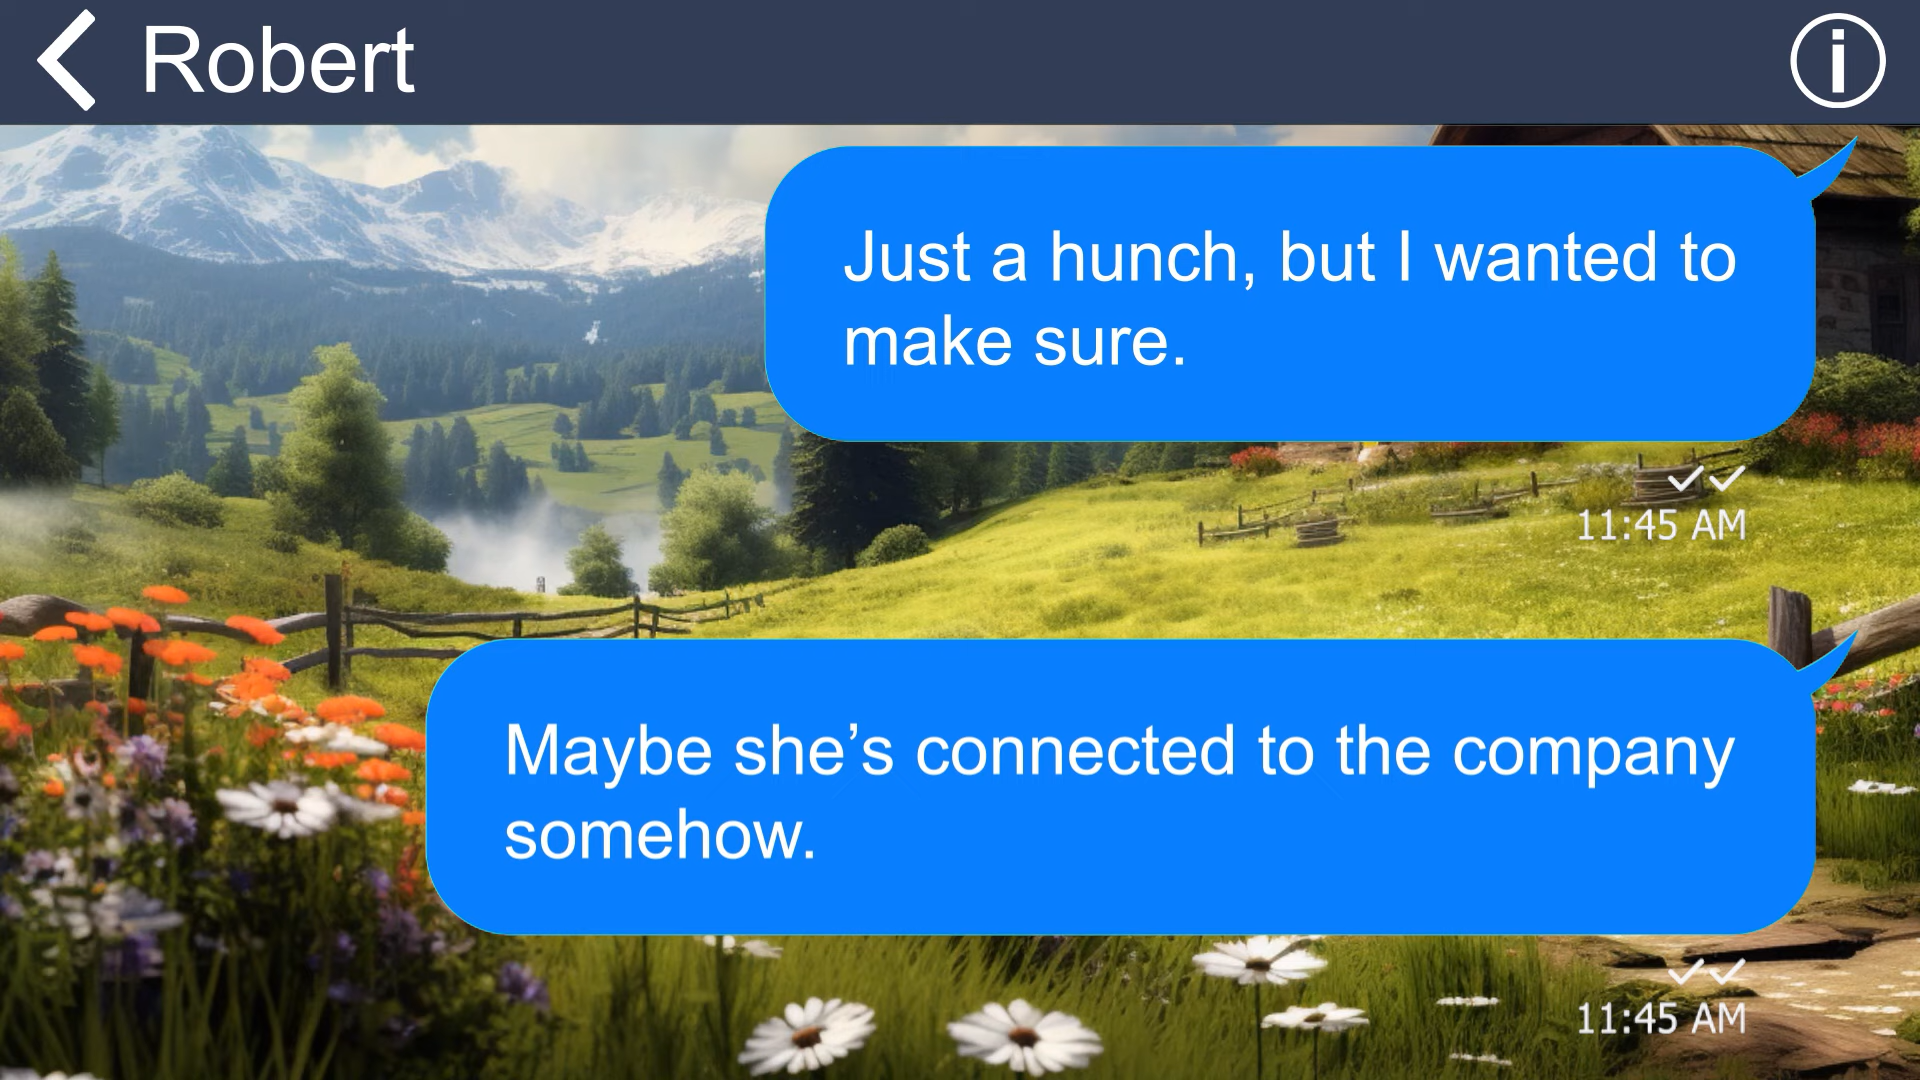 Robert
Just a hunch, but I wanted to
make sure.
11:45 AM
Maybe she’s connected to the company
somehow.
11:45 AM